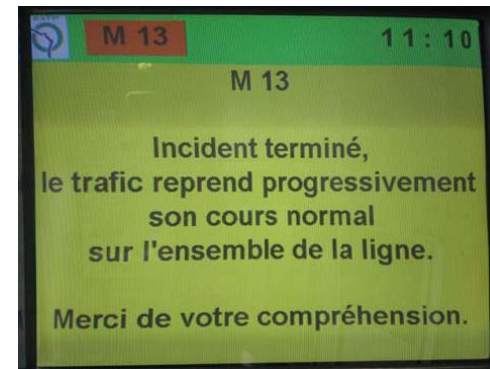 RATP
M 13 11:10
M 13
Incident terminé,
le trafic reprend progressivement
son cours normal
sur l'ensemble de la ligne.
Merci de votre compréhension.